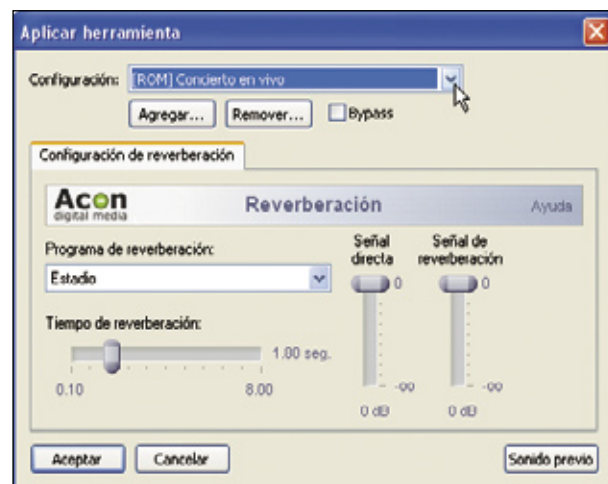 Aplicar herramienta
Configuración: [ROM] Concierto en vivo
Agregar... Remover... Bypass
Configuración de reverberación
Acon digital media Reverberación Ayuda
Programa de reverberación:
Estadio
Señal directa
Señal de reverberación
0 0
Tiempo de reverberación:
1.00 seg.
0.10 8.00
-oo -oo
0 dB 0 dB
Aceptar Cancelar Sonido previo